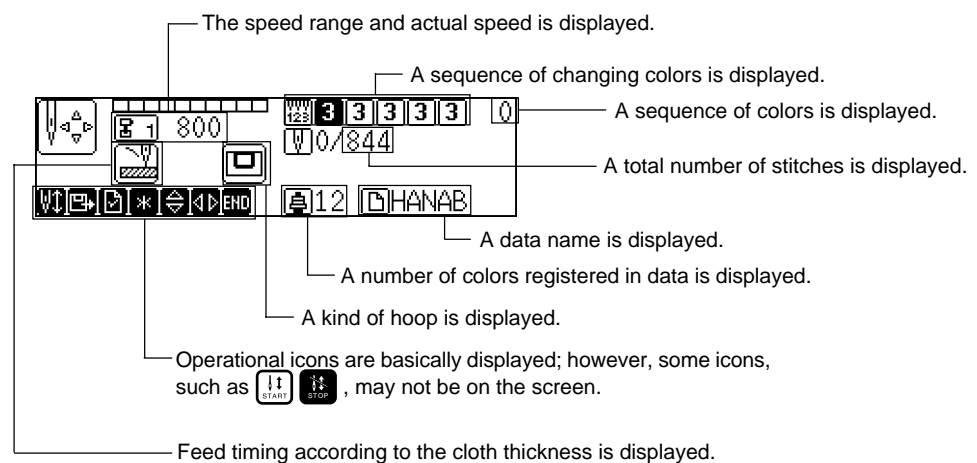 The speed range and actual speed is displayed.
A sequence of changing colors is displayed.
123 3 3 3 3 3 0
A sequence of colors is displayed.
1 800
0/844
A total number of stitches is displayed.
END 12 HANAB
A data name is displayed.
A number of colors registered in data is displayed.
A kind of hoop is displayed.
Operational icons are basically displayed; however, some icons,
such as START STOP , may not be on the screen.
Feed timing according to the cloth thickness is displayed.